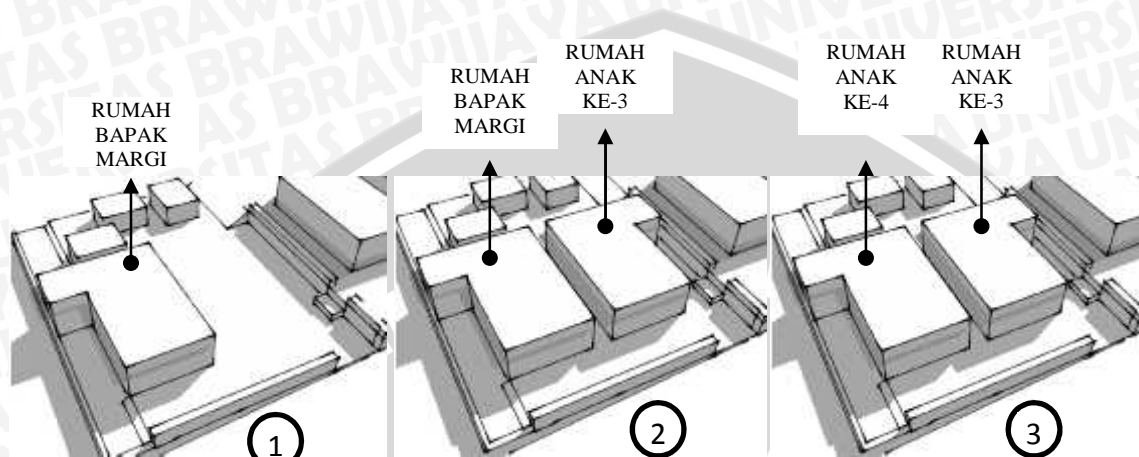 RUMAH
BAPAK
MARGI
RUMAH
BAPAK
MARGI
RUMAH
ANAK
KE-3
RUMAH
ANAK
KE-4
RUMAH
ANAK
KE-3
1
2
3